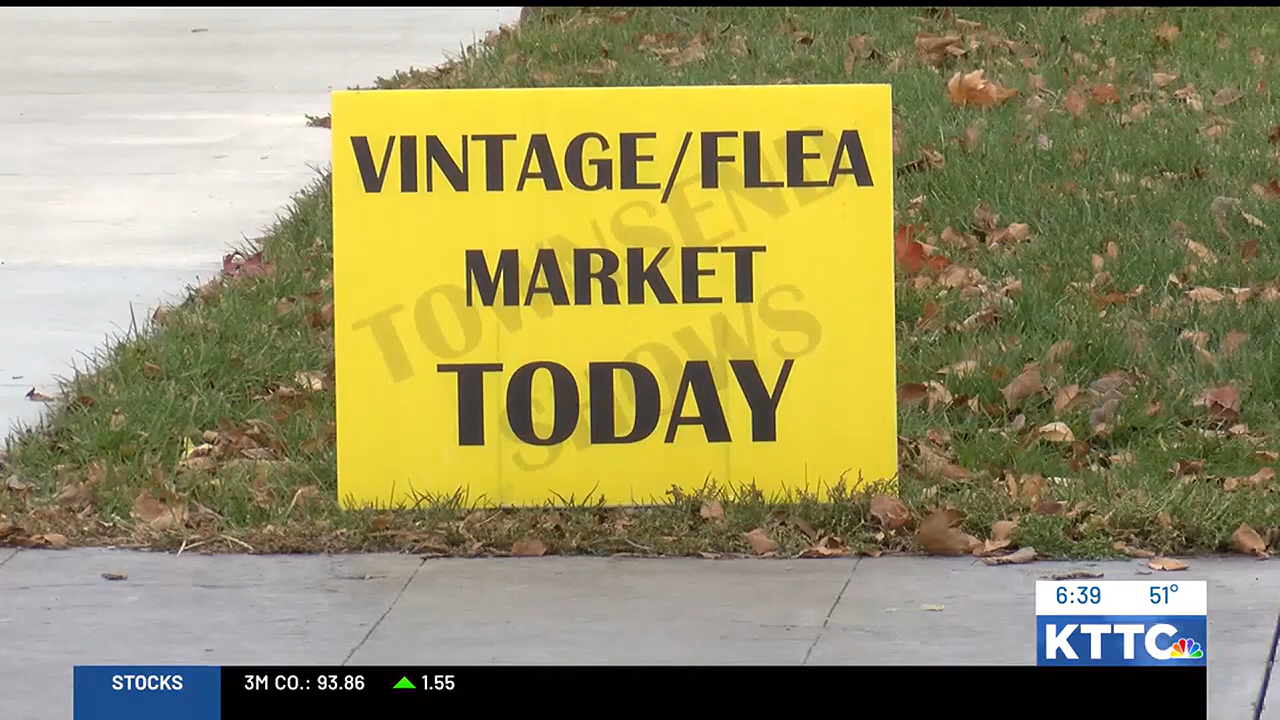 VINTAGE/FLEA
MARKET
TODAY
TOWNSEND
SHOWS
6:39 51°
KTTC
STOCKS 3M CO.: 93.86 1.55